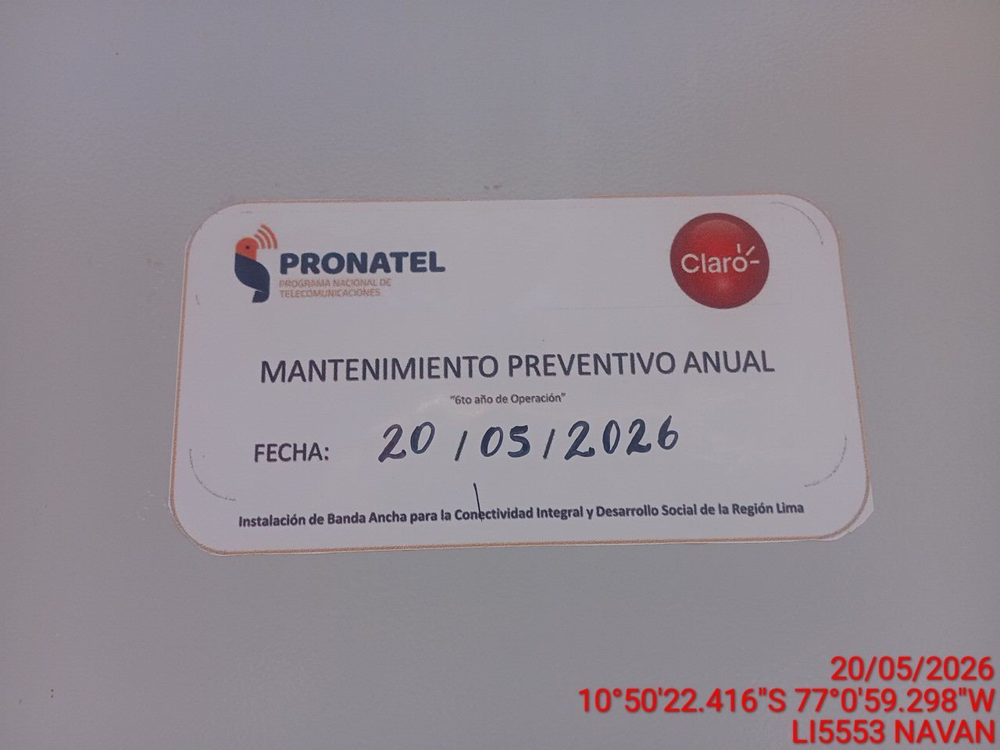 PRONATEL
PROGRAMA NACIONAL DE
TELECOMUNICACIONES
Claro
MANTENIMIENTO PREVENTIVO ANUAL
"6to año de Operación"
FECHA: 20/05/2026
Instalación de Banda Ancha para la Conectividad Integral y Desarrollo Social de la Región Lima
20/05/2026
10°50'22.416"S 77°0'59.298"W
LI5553 NAVAN